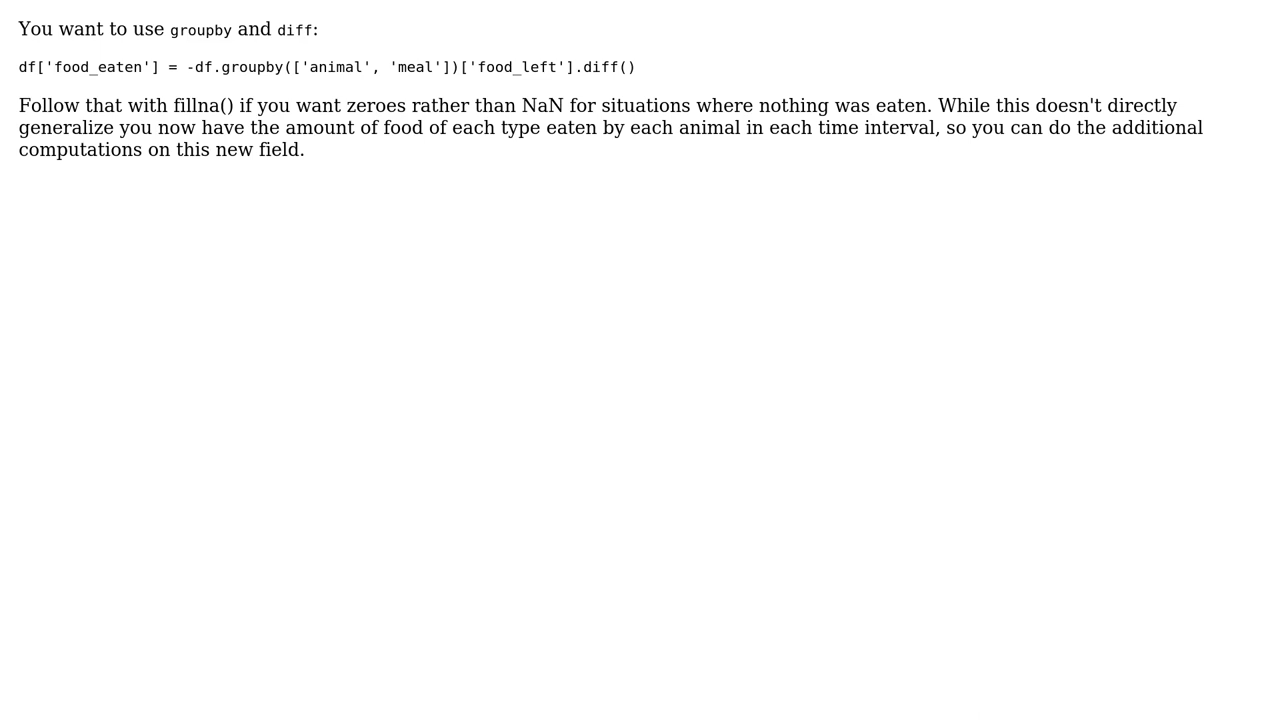 You want to use groupby and diff:
df['food_eaten'] = -df.groupby(['animal', 'meal'])['food_left'].diff()
Follow that with fillna() if you want zeroes rather than NaN for situations where nothing was eaten. While this doesn't directly
generalize you now have the amount of food of each type eaten by each animal in each time interval, so you can do the additional
computations on this new field.